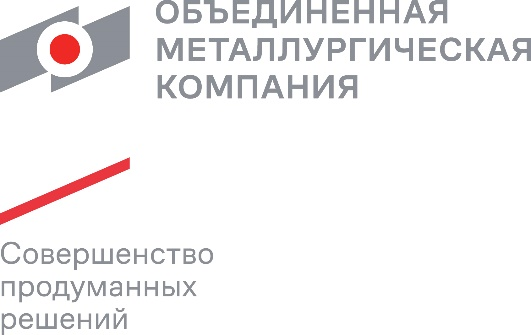 ОБЪЕДИНЕННАЯ
МЕТАЛЛУРГИЧЕСКАЯ
КОМПАНИЯ
Совершенство
продуманных
решений